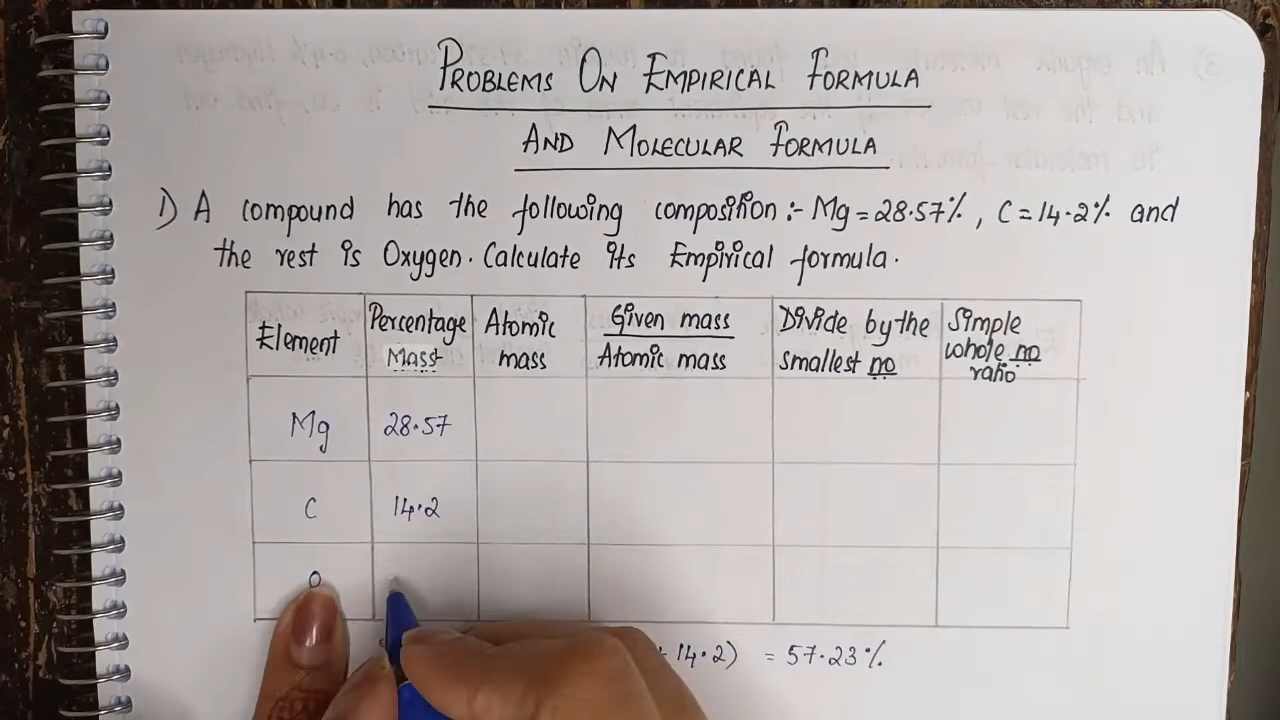 PROBLEMS ON EMPIRICAL FORMULA
AND MOLECULAR FORMULA
1) A compound has the following composition :- Mg = 28.57%, C = 14.2% and
the rest is Oxygen. Calculate its Empirical formula.
Element
Percentage
Mass
Atomic
mass
Given mass
Atomic mass
Divide by the
smallest no
Simple
whole no
ratio
Mg 28.57
C 14.2
O
14.2) = 57.23%